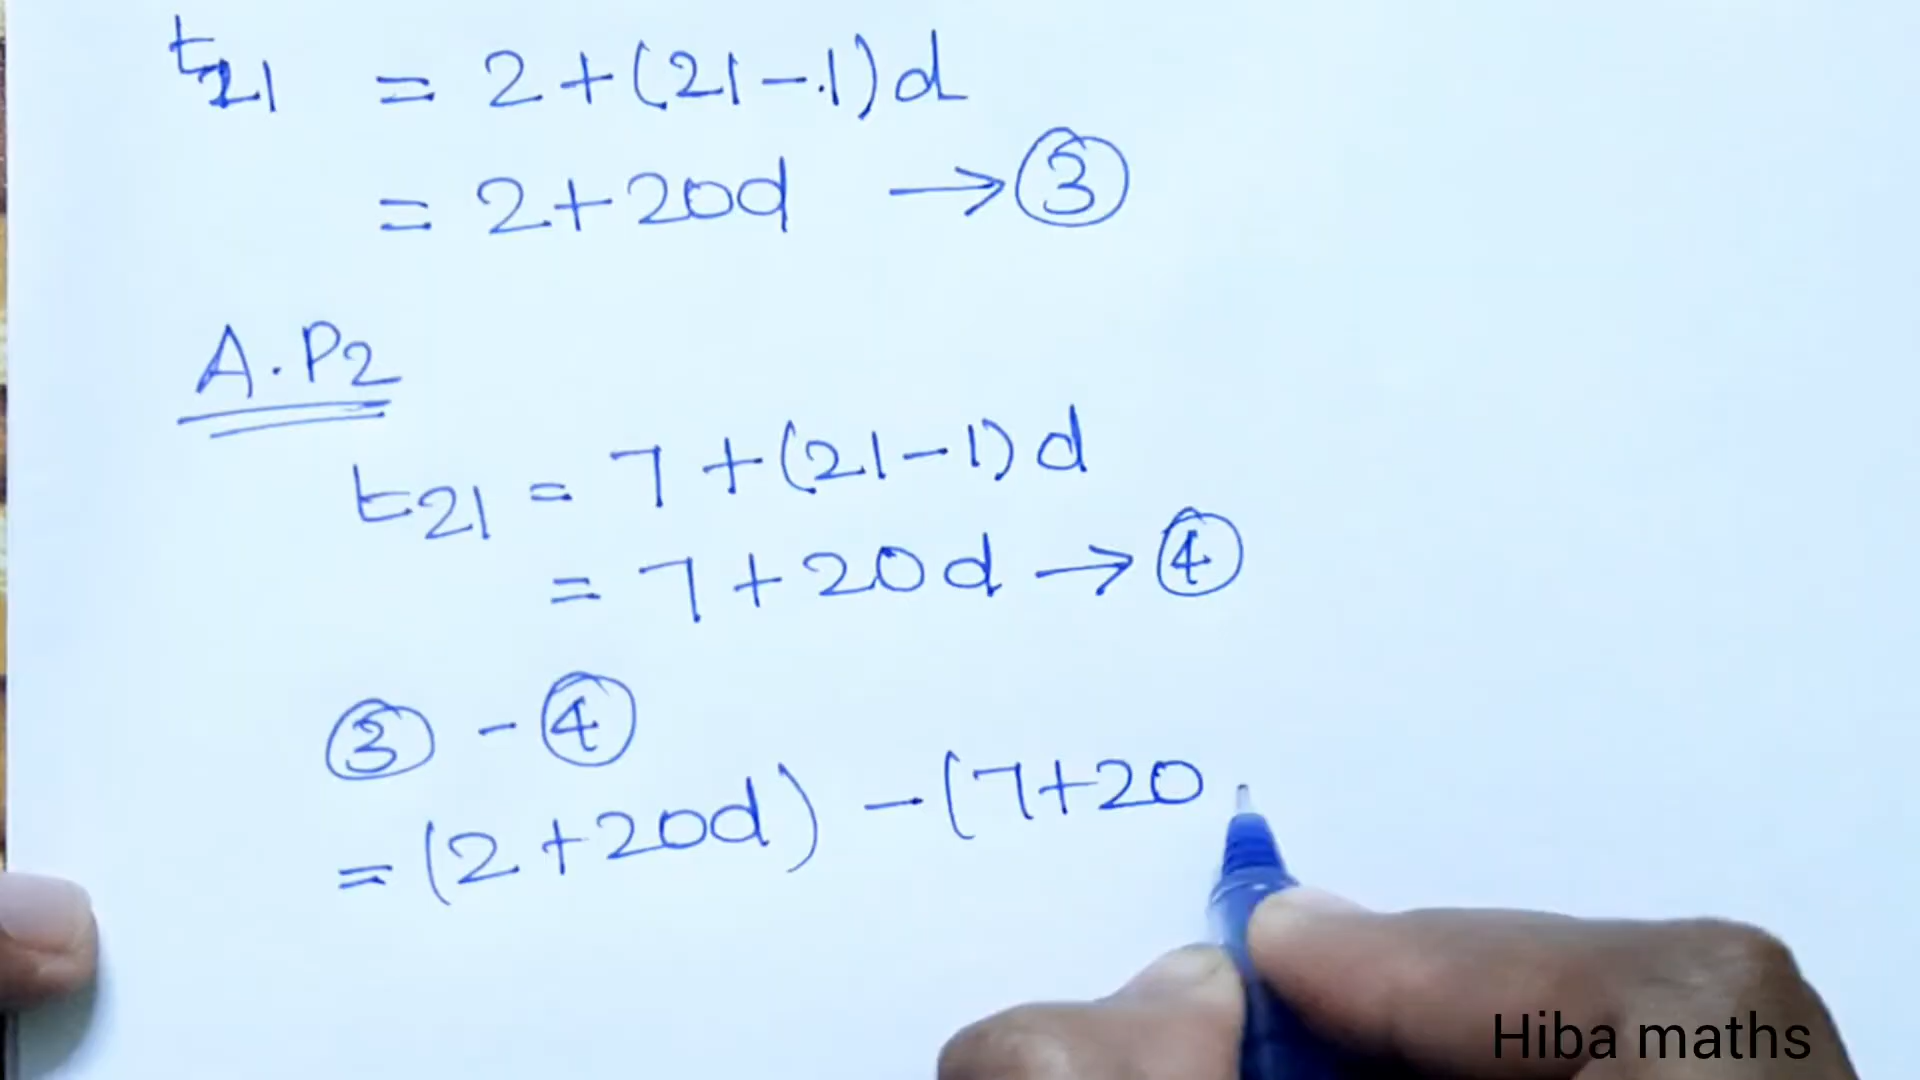 t21 = 2+(21-1)d
= 2+20d → ③
A.P2
t21 = 7+(21-1)d
= 7+20d → ④
③ - ④
= (2+20d) - (7+20
Hiba maths